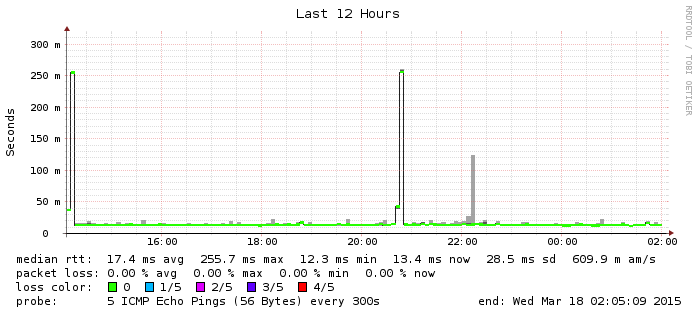 Last 12 Hours
RRDTOOL / TOBI OETIKER
Seconds
300 m
250 m
200 m
150 m
100 m
50 m
0
16:00 18:00 20:00 22:00 00:00 02:00
median rtt: 17.4 ms avg 255.7 ms max 12.3 ms min 13.4 ms now 28.5 ms sd 609.9 m am/s
packet loss: 0.00 % avg 0.00 % max 0.00 % min 0.00 % now
loss color: 0 1/5 2/5 3/5 4/5
probe: 5 ICMP Echo Pings (56 Bytes) every 300s end: Wed Mar 18 02:05:09 2015